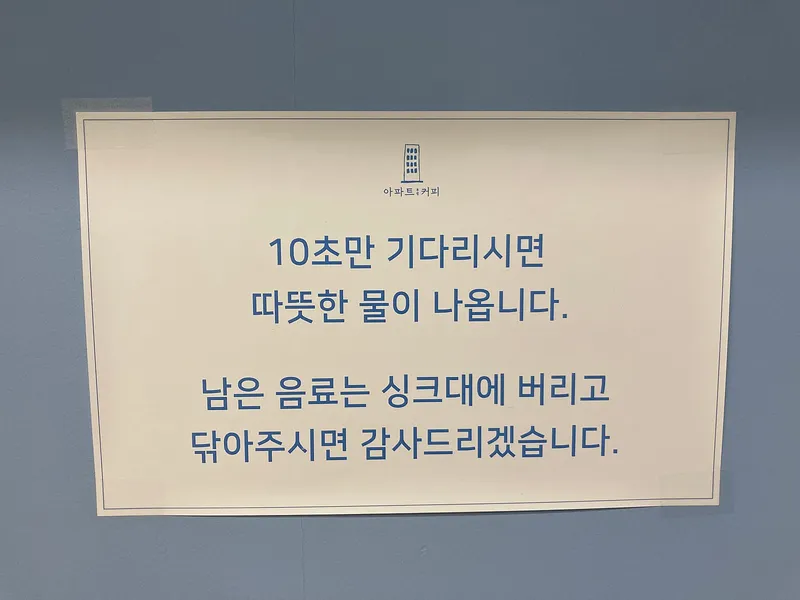 아파트커피
10초만 기다리시면
따뜻한 물이 나옵니다.
남은 음료는 싱크대에 버리고
닦아주시면 감사드리겠습니다.